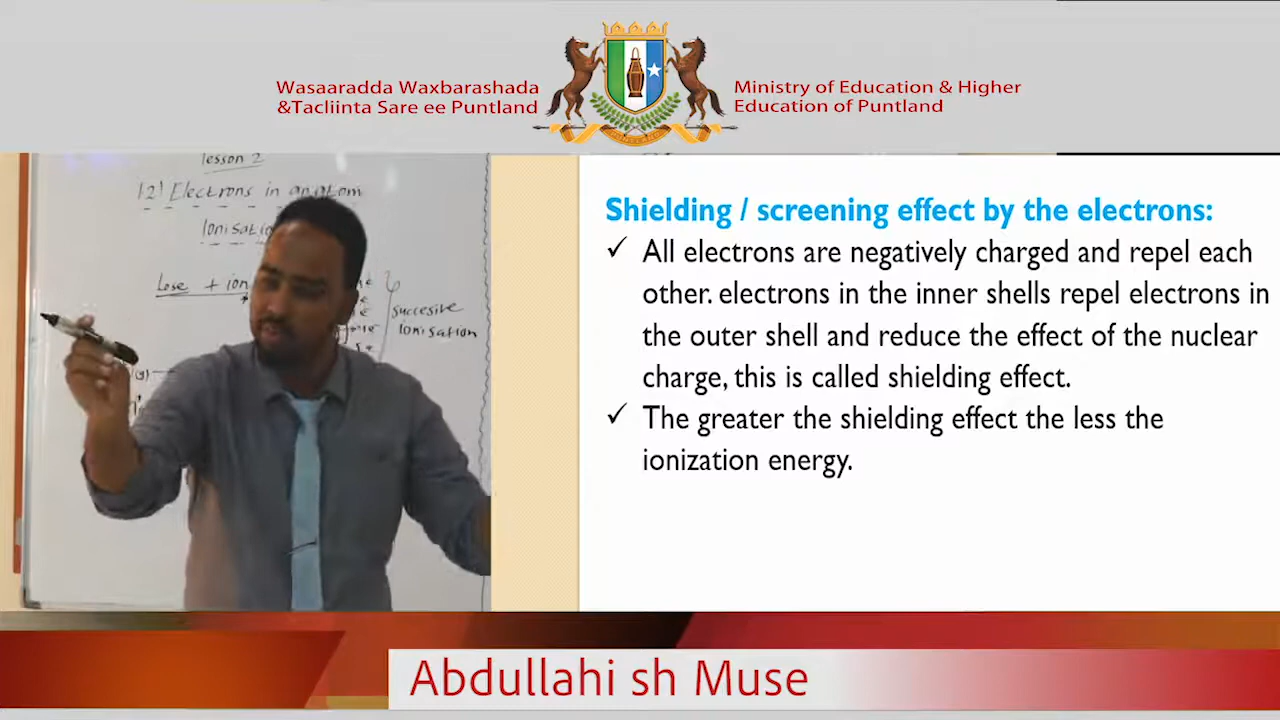 Wasaaradda Waxbarashada
&Tacliinta Sare ee Puntland
Ministry of Education & Higher
Education of Puntland
lesson 2
12) Electrons in an atom
Lose + ion
Succesive
Ionisation
Shielding / screening effect by the electrons:
✓ All electrons are negatively charged and repel each
other. electrons in the inner shells repel electrons in
the outer shell and reduce the effect of the nuclear
charge, this is called shielding effect.
✓ The greater the shielding effect the less the
ionization energy.
Abdullahi sh Muse